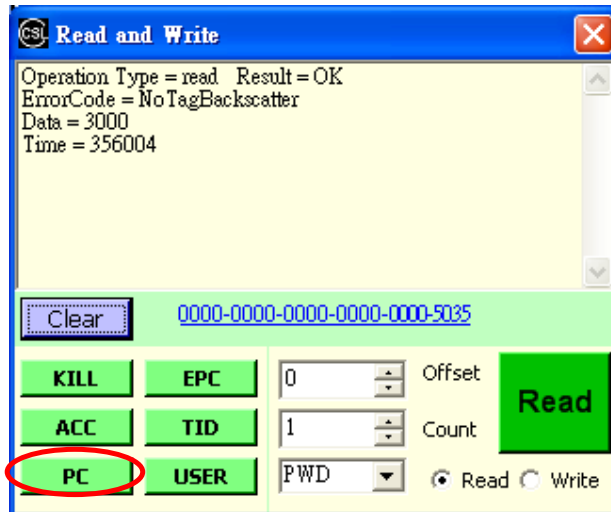 CSL Read and Write
Operation Type = read Result = OK
ErrorCode = NoTagBackscatter
Data = 3000
Time = 356004
Clear 0000-0000-0000-0000-0000-5035
KILL EPC 0 Offset Read
ACC TID 1 Count
PC USER PWD Read Write